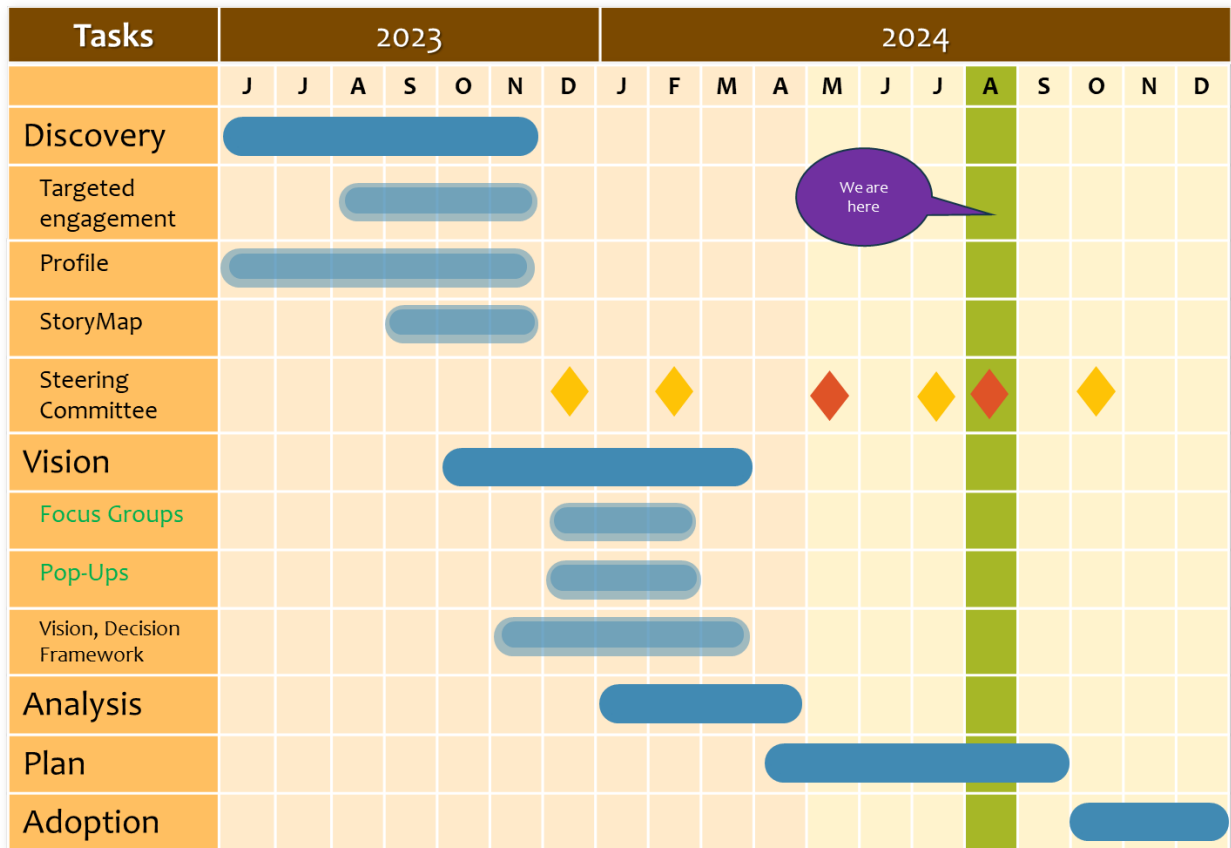 Tasks 2023 2024
J J A S O N D J F M A M J J A S O N D
Discovery
Targeted
engagement
We are
here
Profile
StoryMap
Steering
Committee
Vision
Focus Groups
Pop-Ups
Vision, Decision
Framework
Analysis
Plan
Adoption